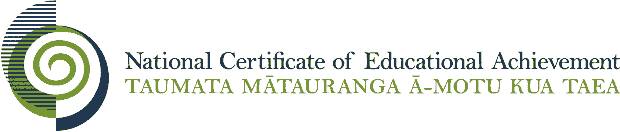 National Certificate of Educational Achievement
TAUMATA MĀTAURANGA Ā-MOTU KUA TAEA